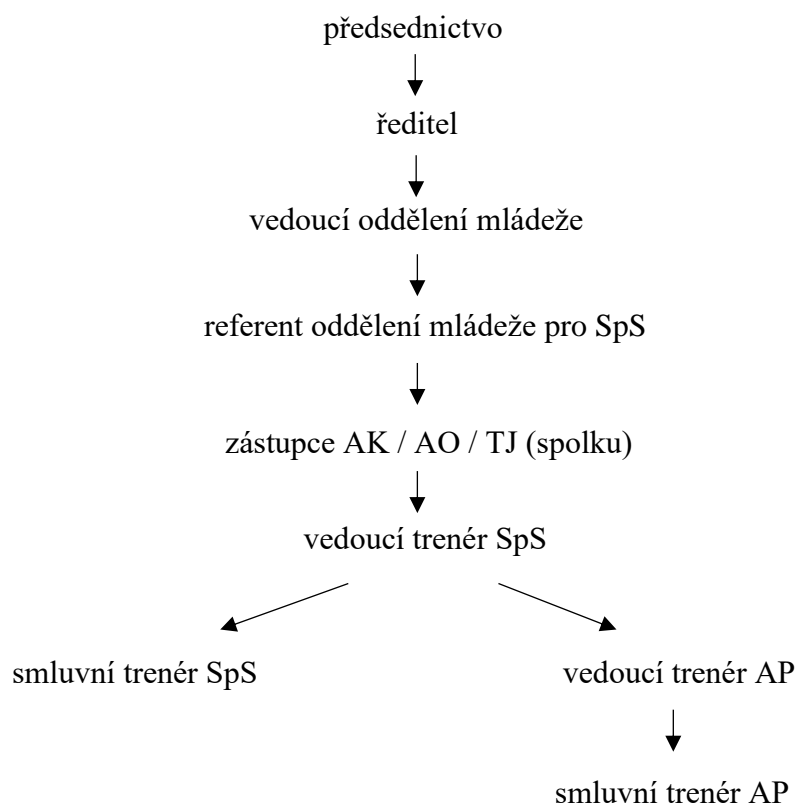 předsednictvo
ředitel
vedoucí oddělení mládeže
referent oddělení mládeže pro SpS
zástupce AK / AO / TJ (spolku)
vedoucí trenér SpS
smluvní trenér SpS
vedoucí trenér AP
smluvní trenér AP